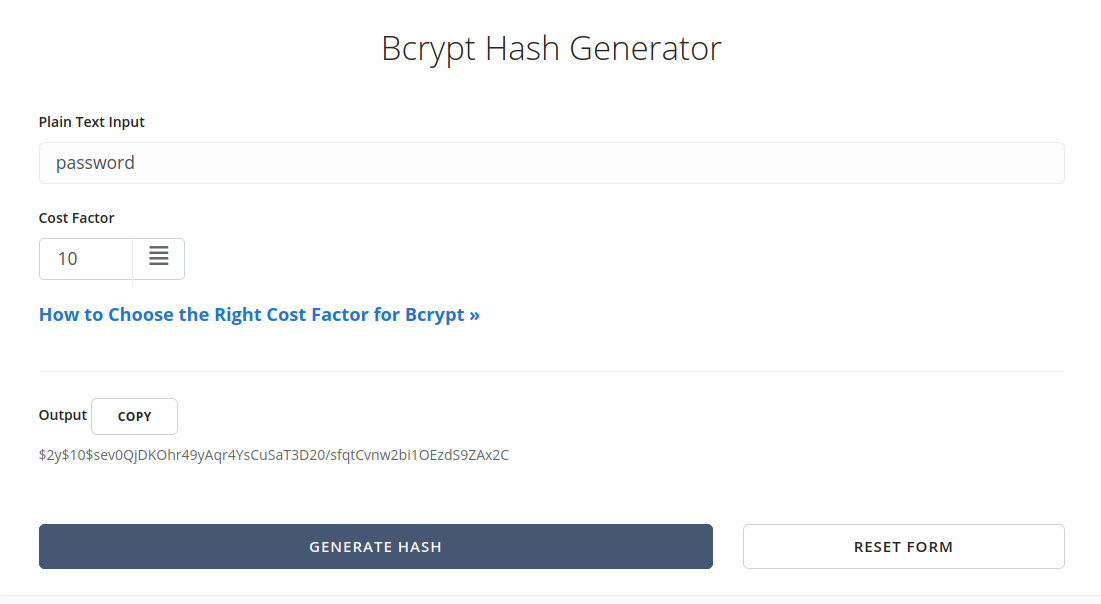 Bcrypt Hash Generator
Plain Text Input
password
Cost Factor
10
How to Choose the Right Cost Factor for Bcrypt »
Output COPY
$2y$10$sev0QjDKOhr49yAqr4YsCuSaT3D20/sfqtCvnw2bi1OEzdS9ZAx2C
GENERATE HASH RESET FORM